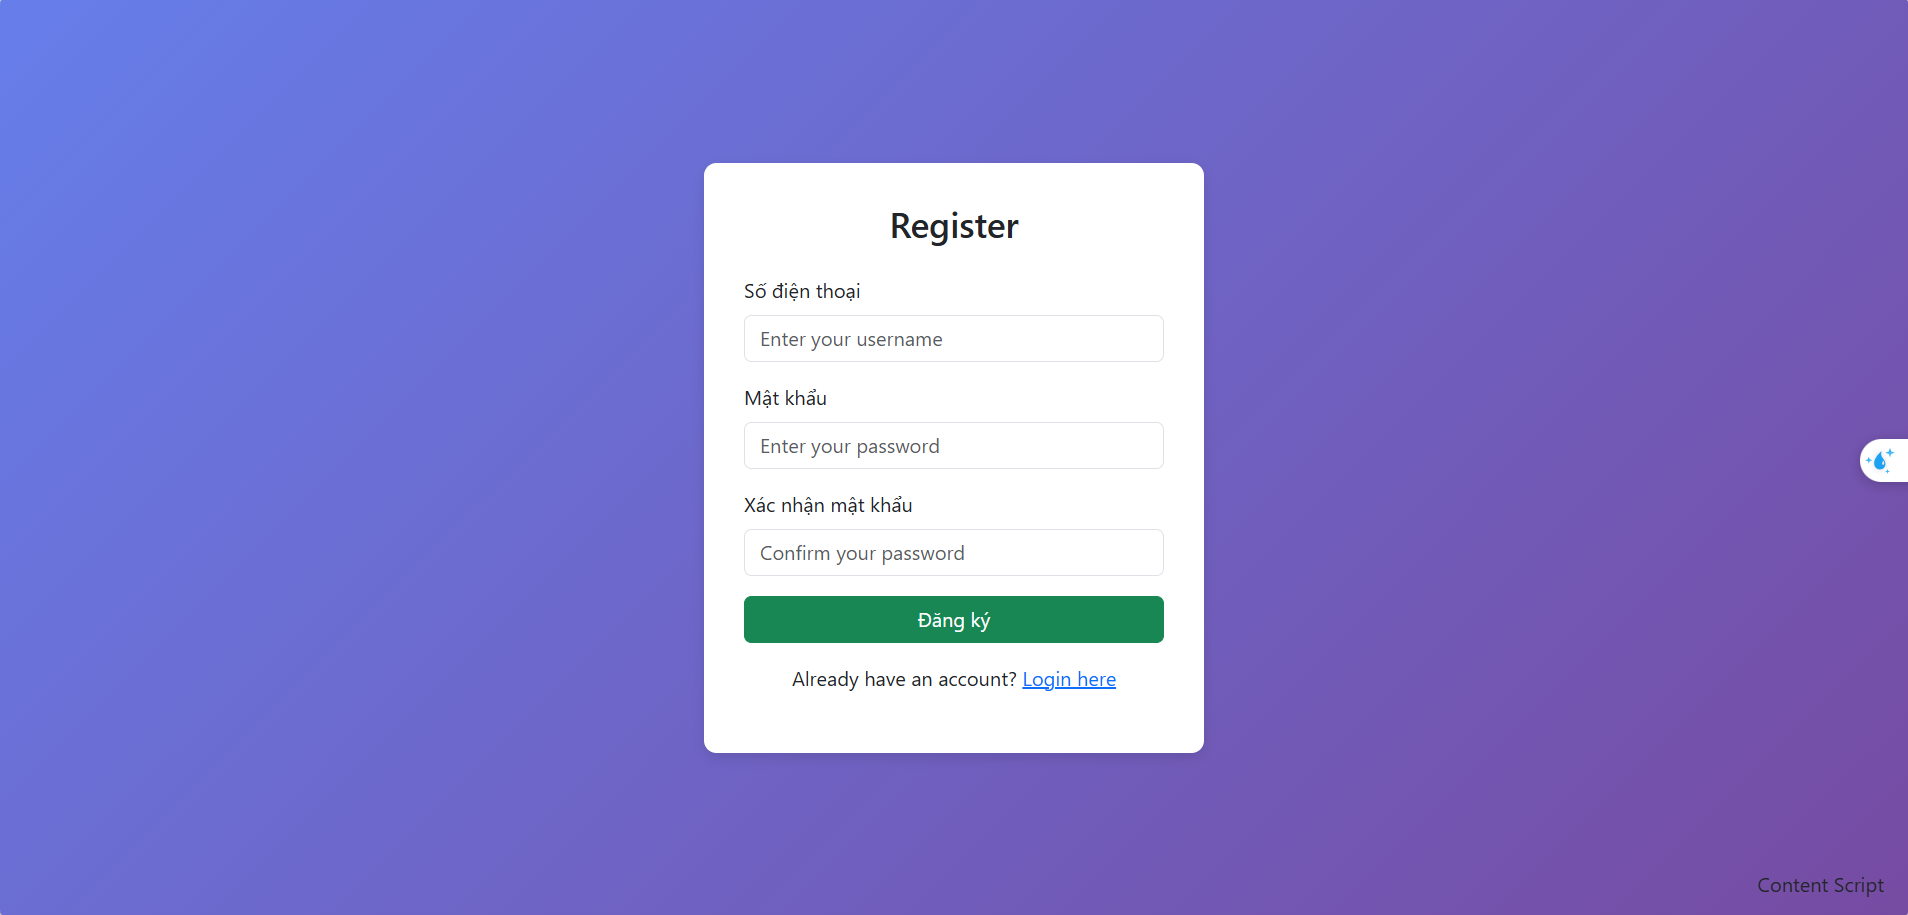 Register
Số điện thoại
Enter your username
Mật khẩu
Enter your password
Xác nhận mật khẩu
Confirm your password
Đăng ký
Already have an account? Login here
Content Script